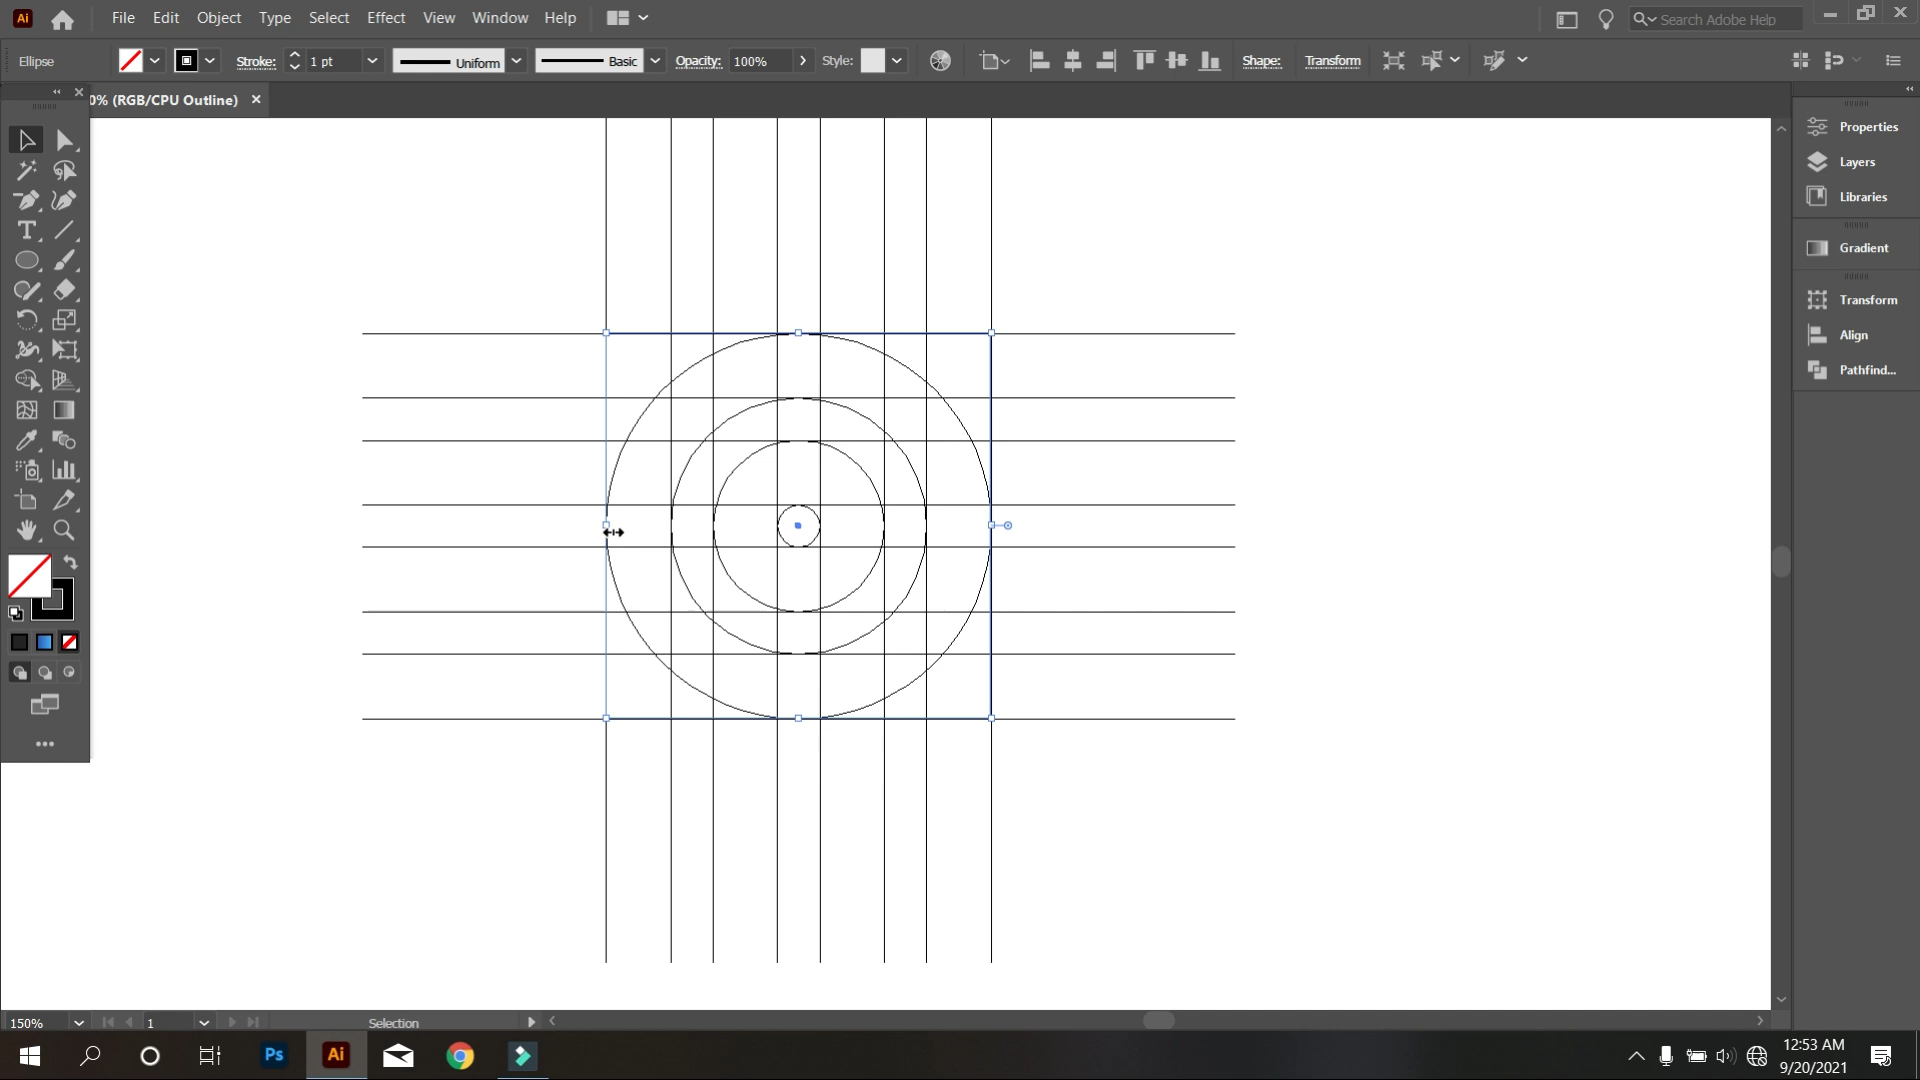 Ai File Edit Object Type Select Effect View Window Help Search Adobe Help
Ellipse Stroke: 1 pt Uniform Basic Opacity: 100% Style: Shape: Transform
0% (RGB/CPU Outline) ×
Properties
Layers
Libraries
Gradient
Transform
Align
Pathfind...
150% 1 Selection
Ps Ai 12:53 AM
9/20/2021